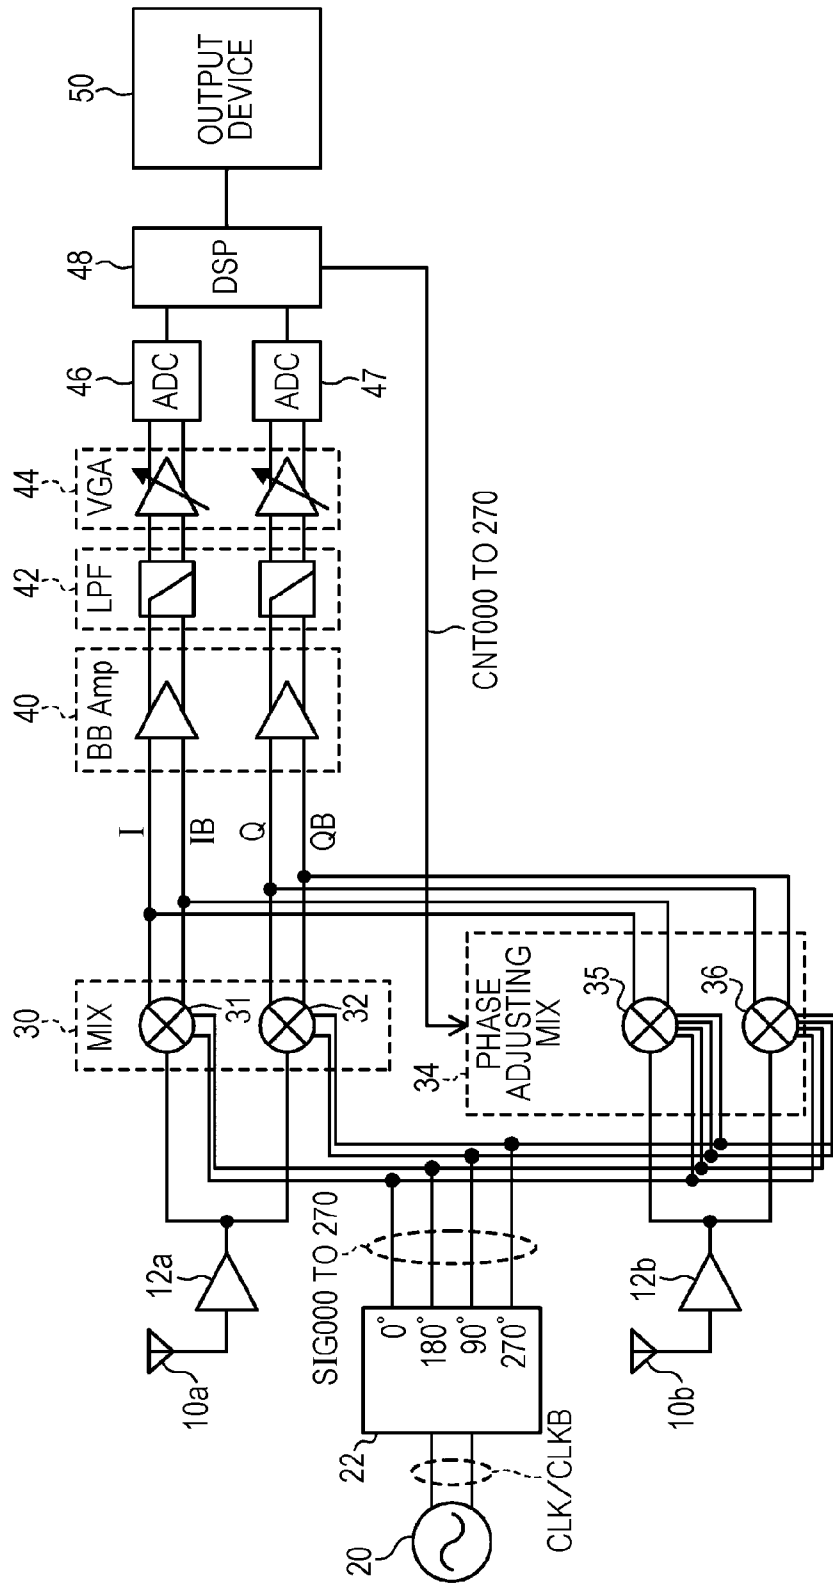 10a
12a
20
22
CLK/CLKB
0°
180°
90°
270°
SIG000 TO 270
10b
12b
30
MIX
31
32
34
PHASE
ADJUSTING
MIX
35
36
I
IB
Q
QB
40
BB Amp
42
LPF
44
VGA
CNT000 TO 270
46
ADC
ADC
47
48
DSP
50
OUTPUT
DEVICE